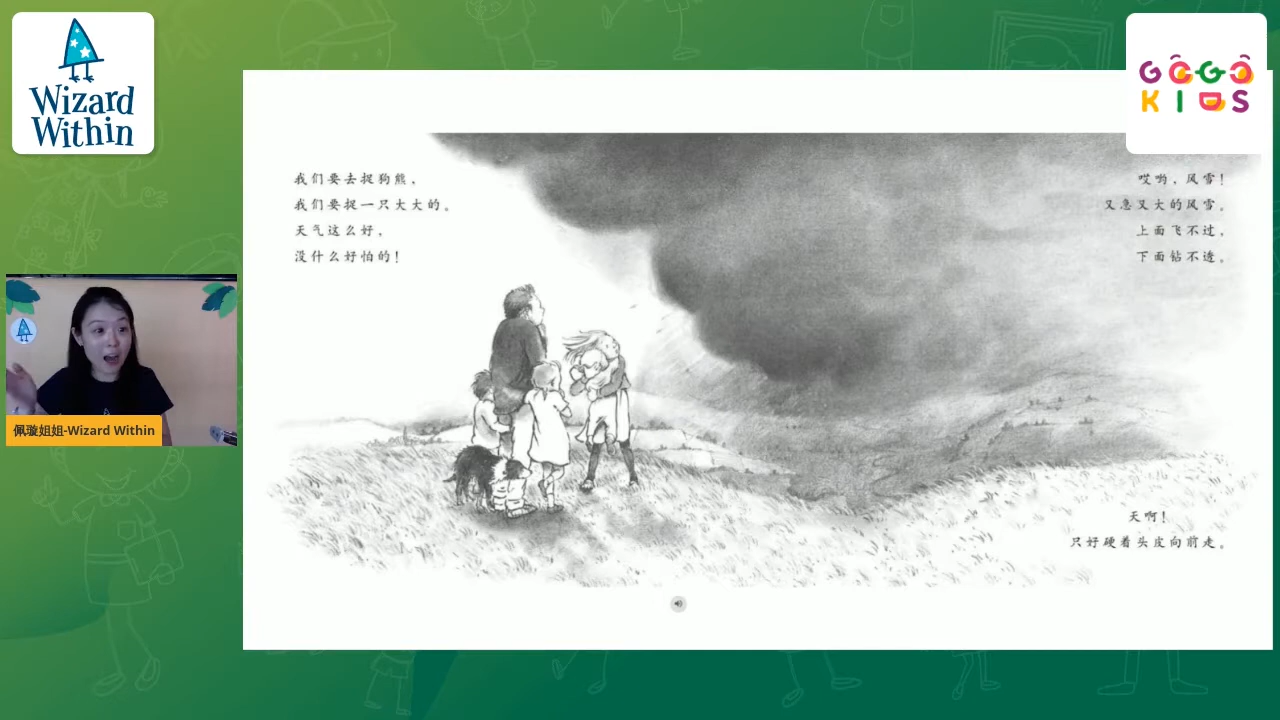 Wizard
Within
GOGO
KIDS
我们要去捉狗熊，
我们要捉一只大大的。
天气这么好，
没什么好怕的！
哎哟，风雪！
又急又大的风雪。
上面飞不过，
下面钻不透。
天啊！
只好硬着头皮向前走。
佩璇姐姐-Wizard Within